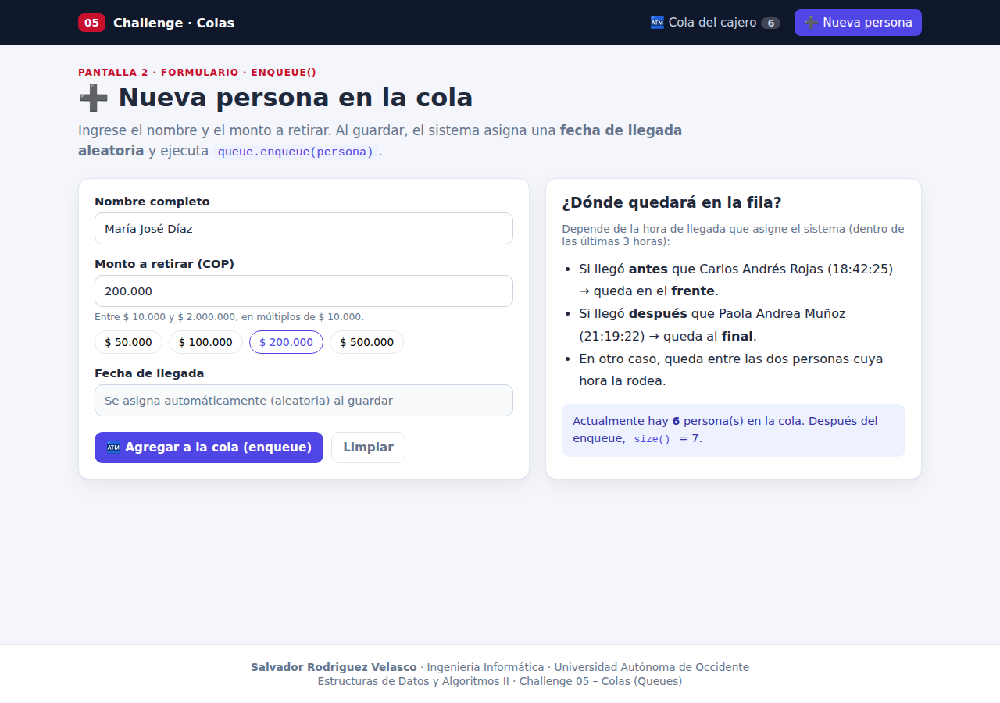 05 Challenge · Colas
🏧 Cola del cajero 6
➕ Nueva persona
PANTALLA 2 · FORMULARIO · ENQUEUE()
➕ Nueva persona en la cola
Ingrese el nombre y el monto a retirar. Al guardar, el sistema asigna una fecha de llegada
aleatoria y ejecuta queue.enqueue(persona) .
Nombre completo
María José Díaz
Monto a retirar (COP)
200.000
Entre $ 10.000 y $ 2.000.000, en múltiplos de $ 10.000.
$ 50.000 $ 100.000 $ 200.000 $ 500.000
Fecha de llegada
Se asigna automáticamente (aleatoria) al guardar
🏧 Agregar a la cola (enqueue) Limpiar
¿Dónde quedará en la fila?
Depende de la hora de llegada que asigne el sistema (dentro de
las últimas 3 horas):
• Si llegó antes que Carlos Andrés Rojas (18:42:25)
→ queda en el frente.
• Si llegó después que Paola Andrea Muñoz
(21:19:22) → queda al final.
• En otro caso, queda entre las dos personas cuya
hora la rodea.
Actualmente hay 6 persona(s) en la cola. Después del
enqueue, size() = 7.
Salvador Rodriguez Velasco · Ingeniería Informática · Universidad Autónoma de Occidente
Estructuras de Datos y Algoritmos II · Challenge 05 – Colas (Queues)